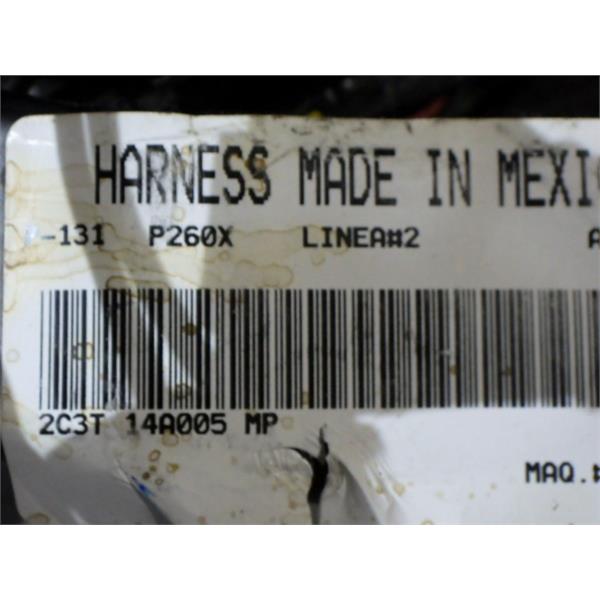 HARNESS MADE IN MEXI
-131 P260X LINEA#2 A
2C3T 14A005 MP
MAQ.#